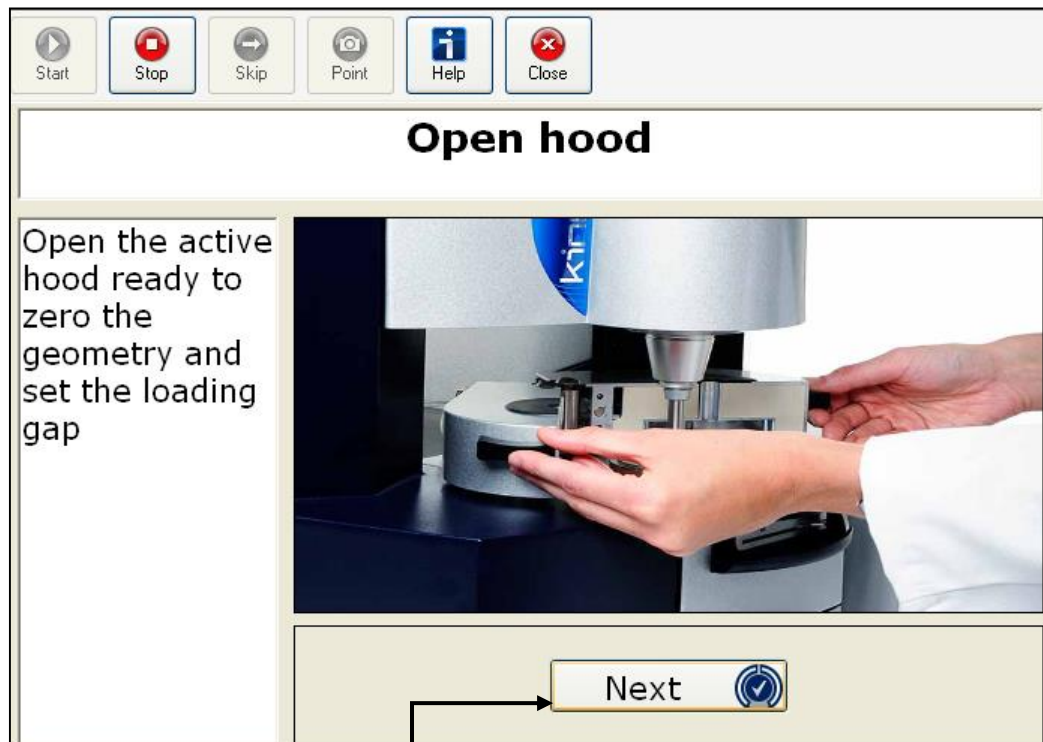 Start
Stop
Skip
Point
Help
Close
Open hood
Open the active
hood ready to
zero the
geometry and
set the loading
gap
kin
Next